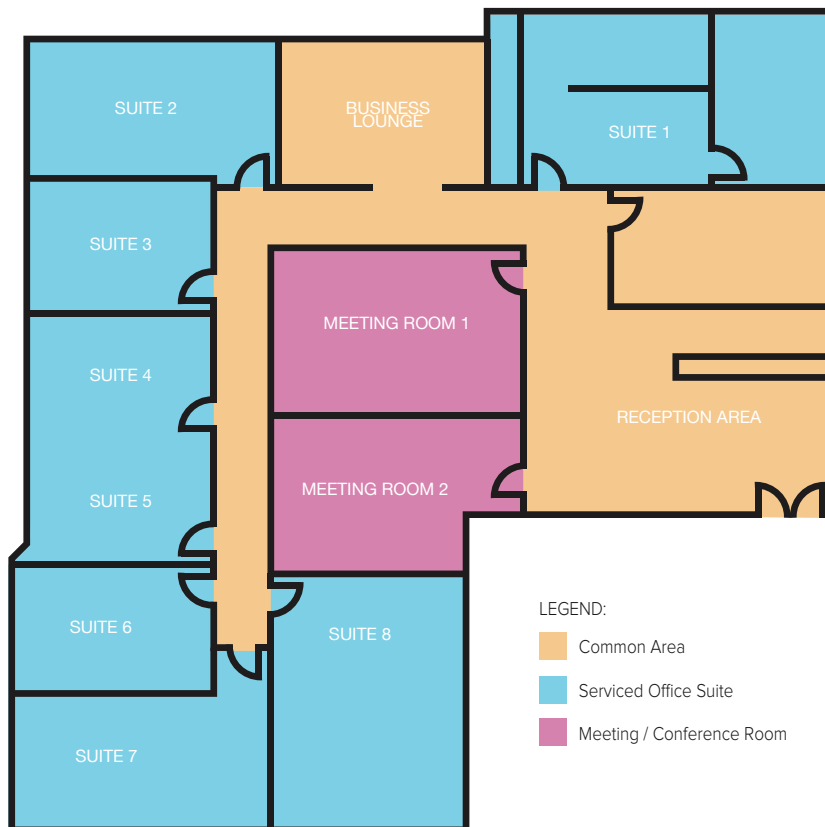 SUITE 2
BUSINESS
LOUNGE
SUITE 1
SUITE 3
MEETING ROOM 1
SUITE 4
RECEPTION AREA
SUITE 5
MEETING ROOM 2
SUITE 6
SUITE 8
SUITE 7
LEGEND:
Common Area
Serviced Office Suite
Meeting / Conference Room